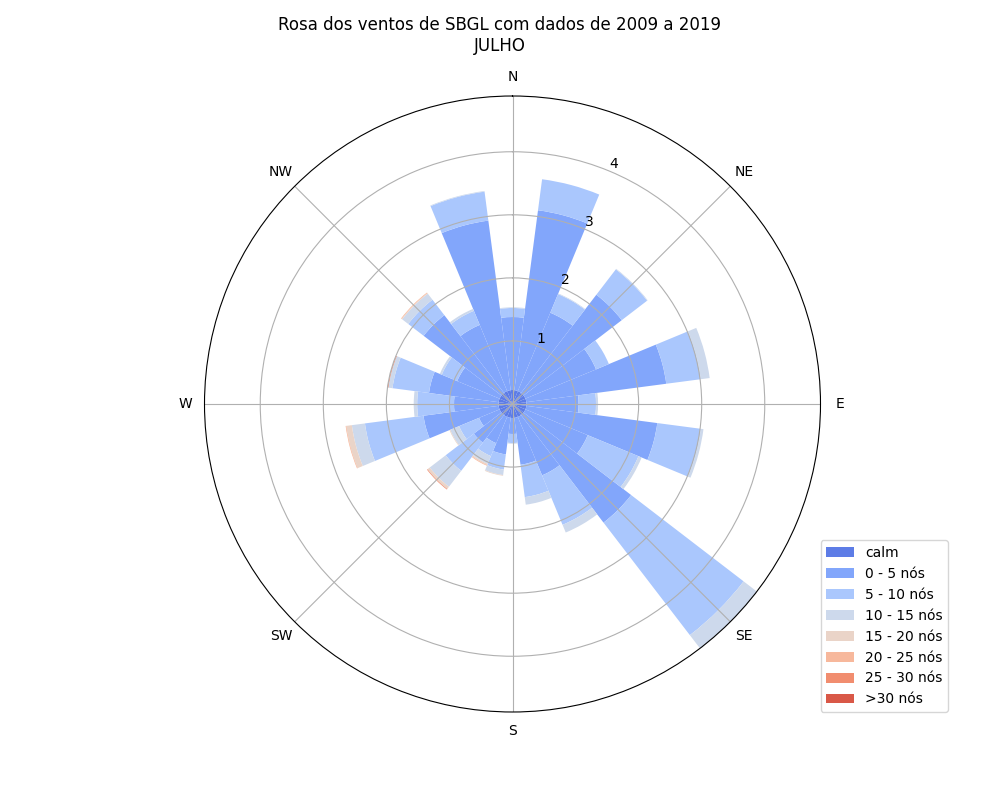 Rosa dos ventos de SBGL com dados de 2009 a 2019
JULHO
N
NW
NE
4
3
2
1
W
E
SW
SE
S
calm
0 - 5 nós
5 - 10 nós
10 - 15 nós
15 - 20 nós
20 - 25 nós
25 - 30 nós
>30 nós